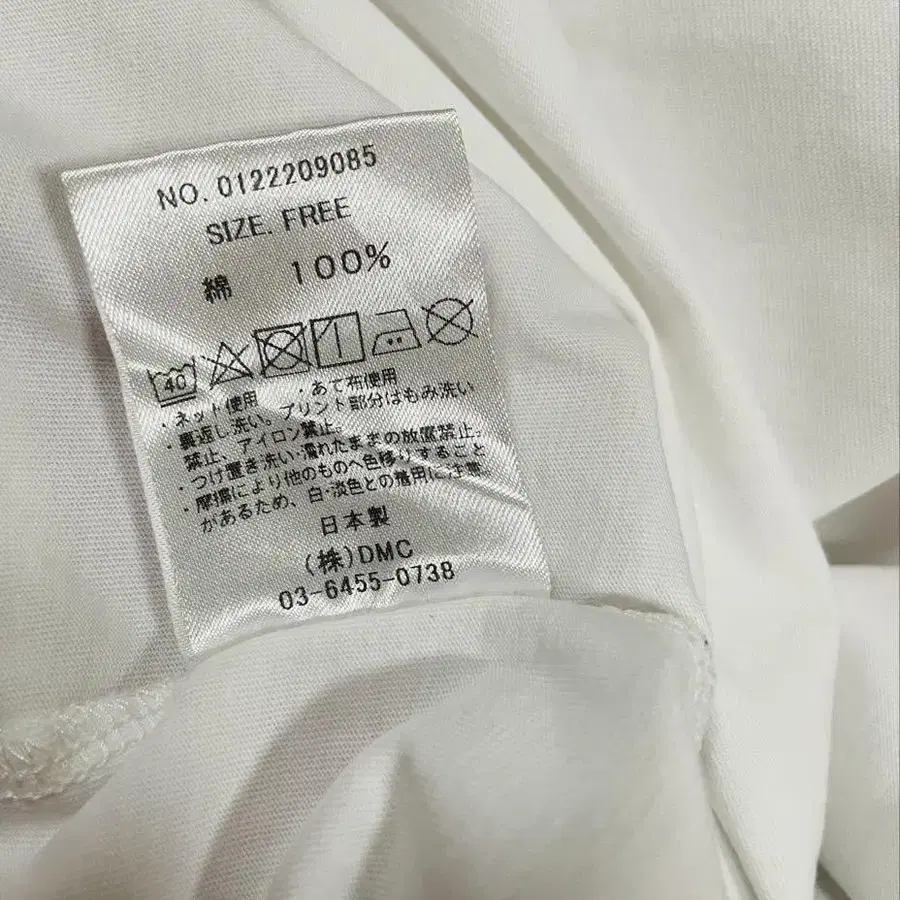 NO. 0122209085
SIZE. FREE
綿 100%
40
・ネット使用 ・あて布使用
・裏返し洗い。プリント部分はもみ洗い
禁止、アイロン禁止。
・つけ置き洗い・濡れたままの放置禁止。
・摩擦により他のものへ色移りすること
があるため、白・淡色との着用に注意
日本製
(株)DMC
03-6455-0738